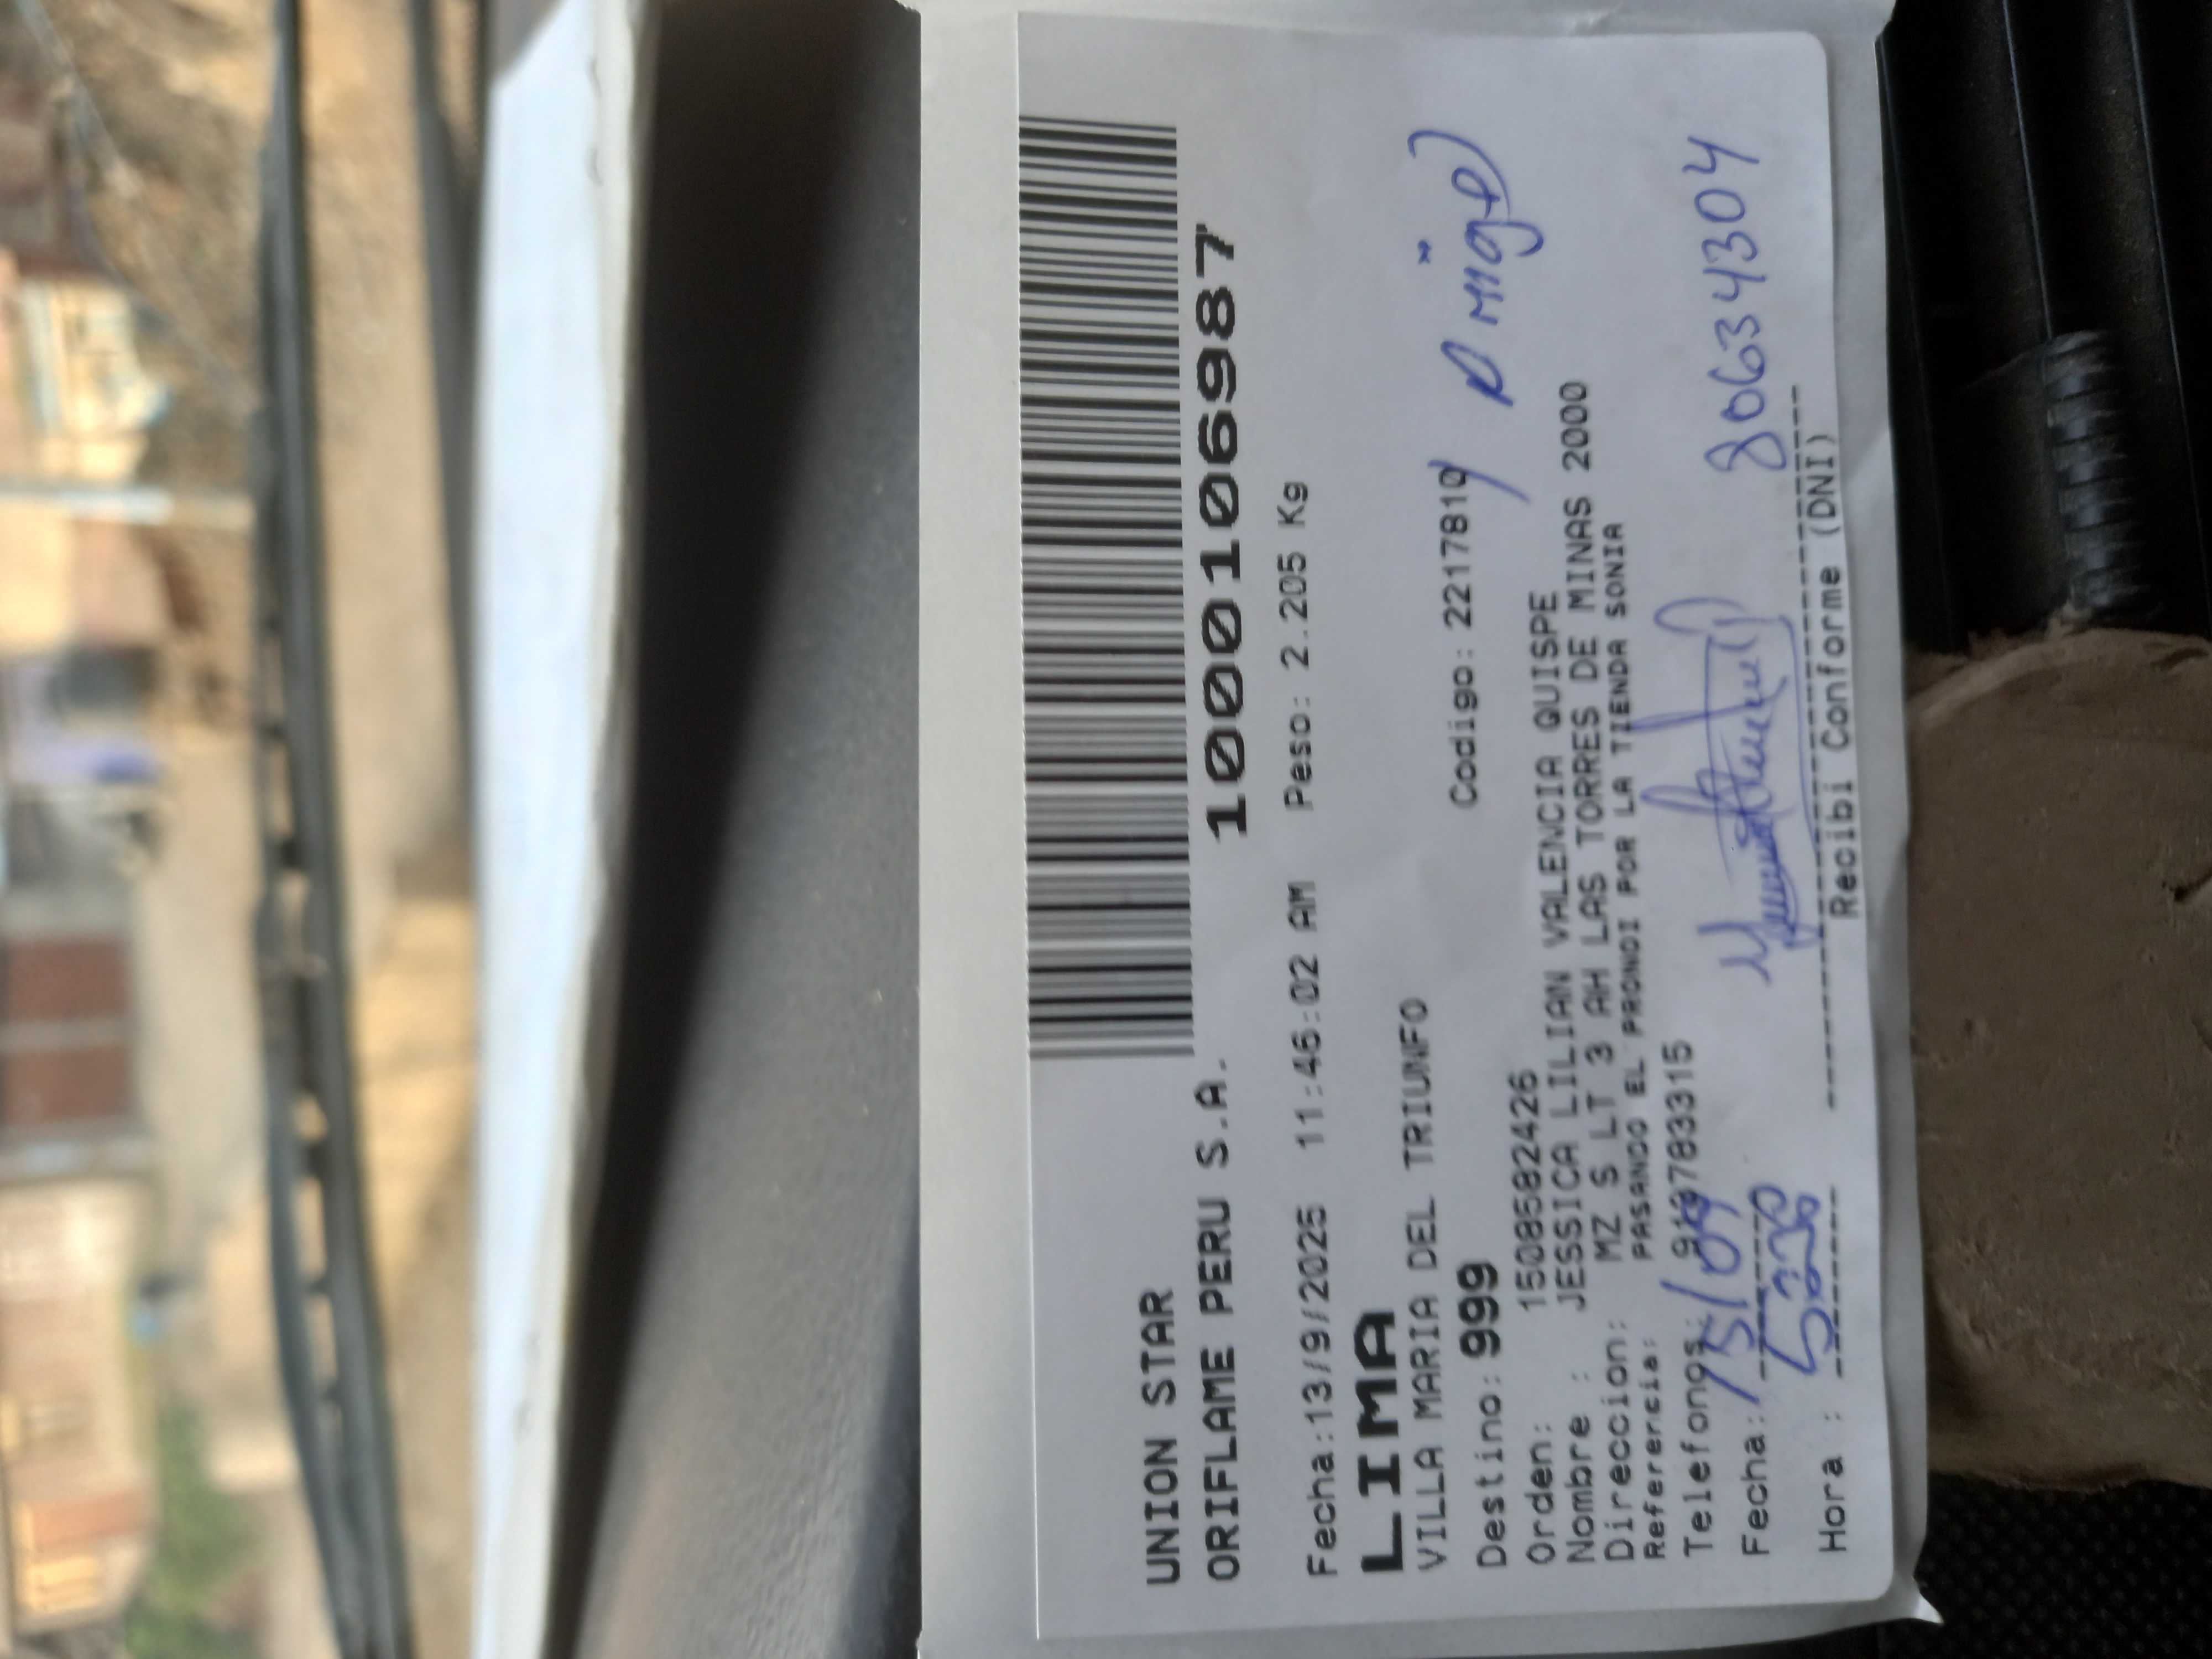 UNION STAR
ORIFLAME PERU S.A.
1000106987
Fecha:13/9/2025 11:46:02 AM Peso: 2.205 Kg
LIMA
VILLA MARIA DEL TRIUNFO
Destino: 999 Codigo: 2217810
Orden: 1508582426
Nombre : JESSICA LILIAN VALENCIA QUISPE
Direccion: MZ S LT 3 AH LAS TORRES DE MINAS 2000
Referencia: PASANDO EL PRONOI POR LA TIENDA SONIA
Telefonos:
Fecha: 15/09 80634304
Hora :
Recibi Conforme (DNI)